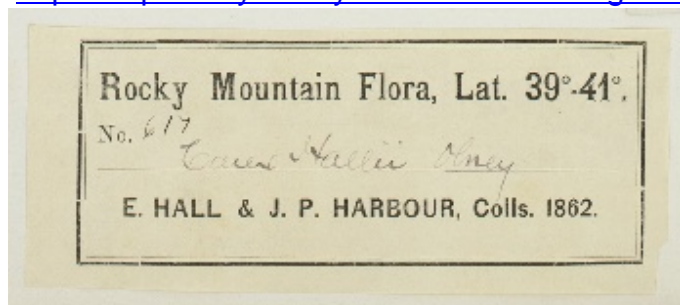 Rocky Mountain Flora, Lat. 39°-41°.
No. 617
Carex Hallii Olney
E. HALL & J. P. HARBOUR, Colls. 1862.